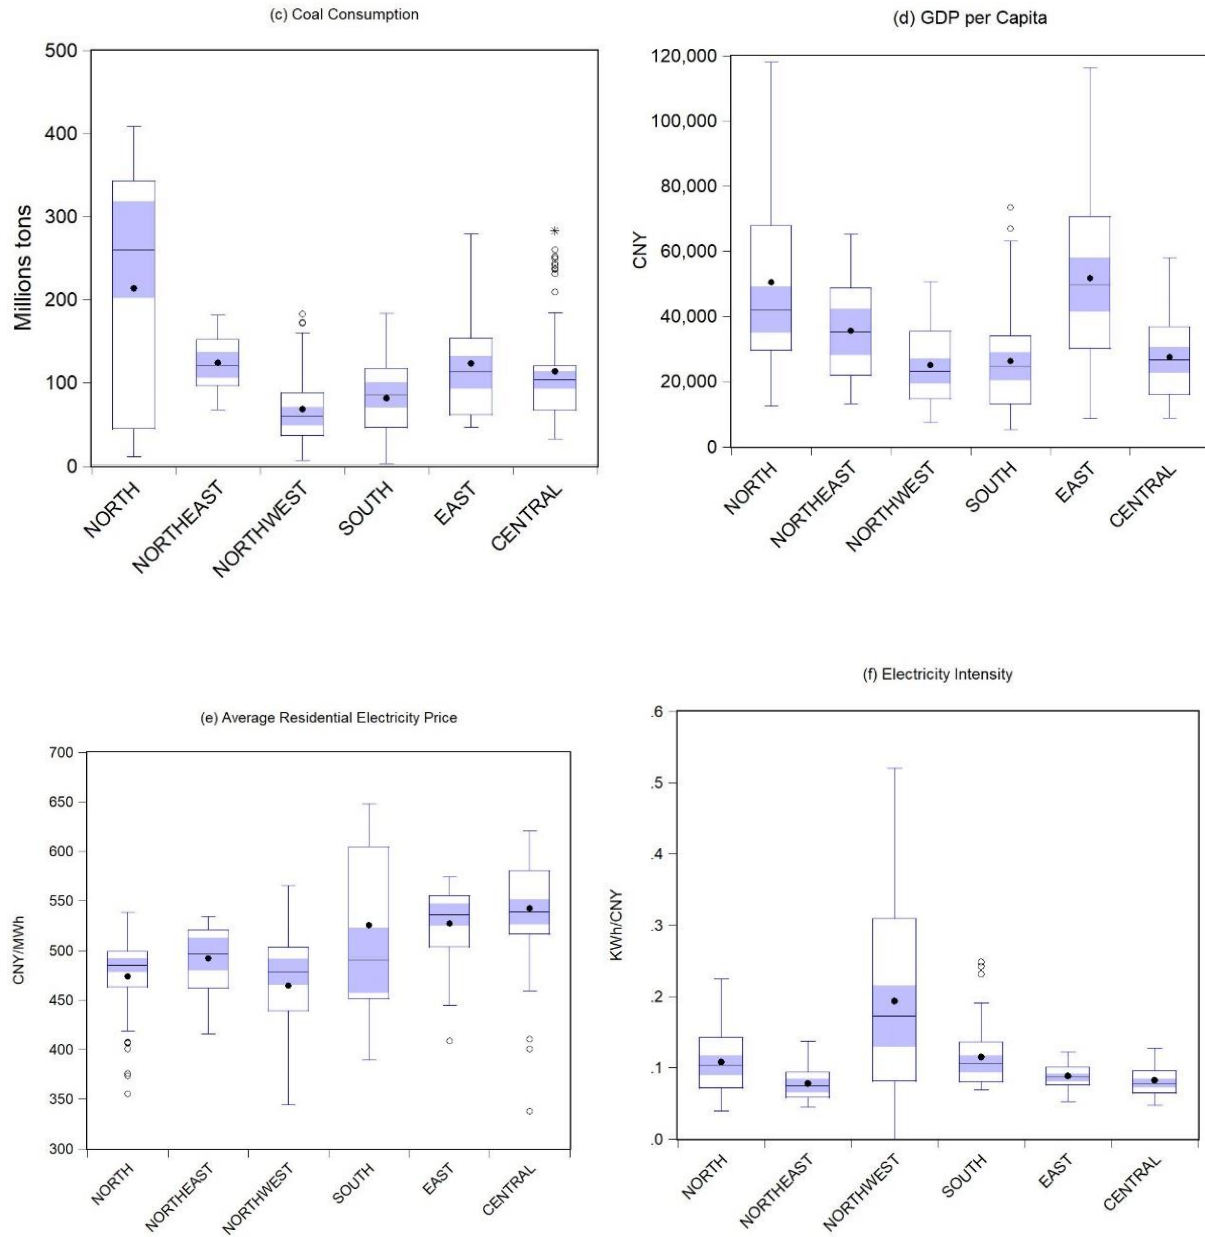 (c) Coal Consumption
500
400
300
200
100
0
Millions tons
NORTH
NORTHEAST
NORTHWEST
SOUTH
EAST
CENTRAL
(d) GDP per Capita
120,000
100,000
80,000
60,000
40,000
20,000
0
CNY
NORTH
NORTHEAST
NORTHWEST
SOUTH
EAST
CENTRAL
(e) Average Residential Electricity Price
700
650
600
550
500
450
400
350
300
CNY/MWh
NORTH
NORTHEAST
NORTHWEST
SOUTH
EAST
CENTRAL
(f) Electricity Intensity
.6
.5
.4
.3
.2
.1
.0
KWh/CNY
NORTH
NORTHEAST
NORTHWEST
SOUTH
EAST
CENTRAL